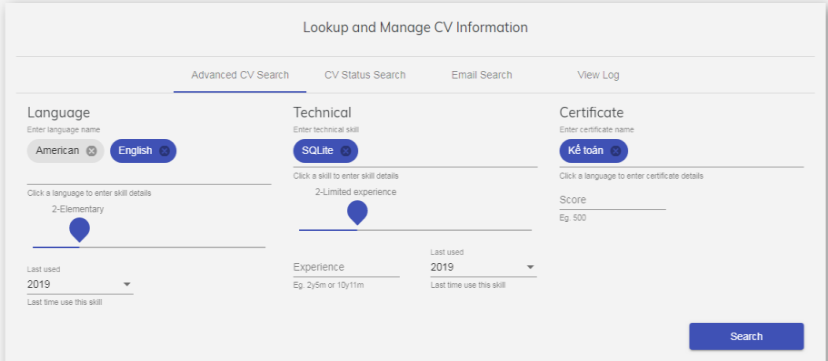 Lookup and Manage CV Information
Advanced CV Search CV Status Search Email Search View Log
Language
Enter language name
American English
Click a language to enter skill details
2-Elementary
Last used
2019
Last time use this skill
Technical
Enter technical skill
SQLite
Click a skill to enter skill details
2-Limited experience
Experience
Eg. 2y5m or 10y11m
Last used
2019
Last time use this skill
Certificate
Enter certificate name
Kế toán
Click a language to enter certificate details
Score
Eg. 500
Search